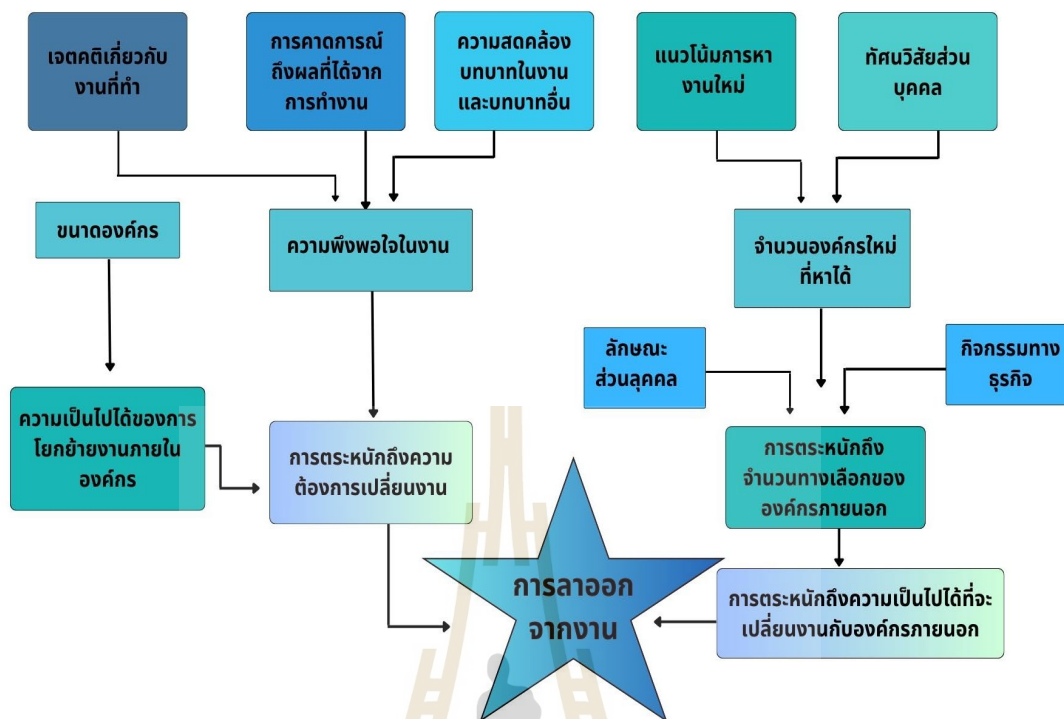 เจตคติเกี่ยวกับ
งานที่ทำ
การคาดการณ์
ถึงผลที่ได้จาก
การทำงาน
ความสดคล้อง
บทบาทในงาน
และบทบาทอื่น
แนวโน้มการหา
งานใหม่
ทัศนวิสัยส่วน
บุคคล
ขนาดองค์กร
ความพึงพอใจในงาน
จำนวนองค์กรใหม่
ที่หาได้
ลักษณะ
ส่วนลุคคล
กิจกรรมทาง
ธุรกิจ
ความเป็นไปได้ของการ
โยกย้ายงานภายใน
องค์กร
การตระหนักถึงความ
ต้องการเปลี่ยนงาน
การตระหนักถึง
จำนวนทางเลือกของ
องค์กรภายนอก
การลาออก
จากงาน
การตระหนักถึงความเป็นไปได้ที่จะ
เปลี่ยนงานกับองค์กรภายนอก